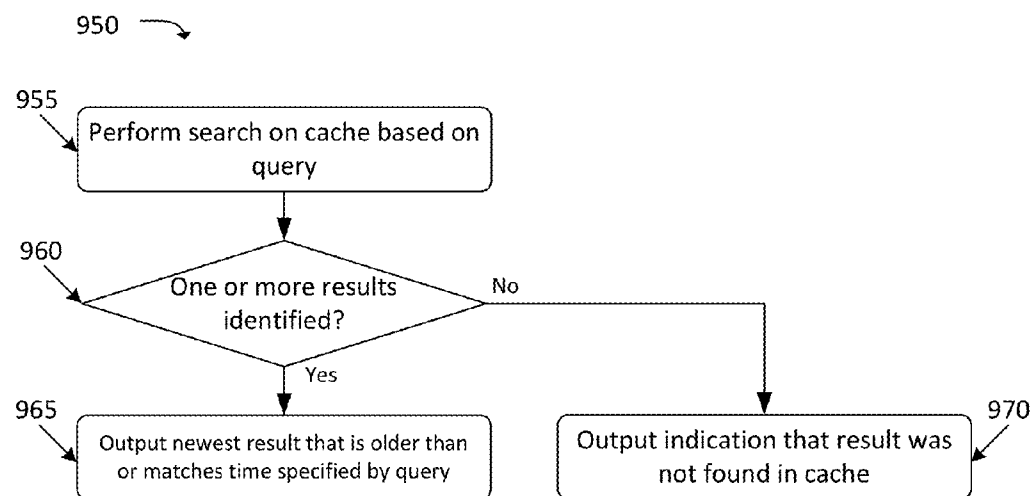 950
955
Perform search on cache based on
query
960
One or more results
identified?
No
Yes
965
Output newest result that is older than
or matches time specified by query
Output indication that result was
not found in cache
970